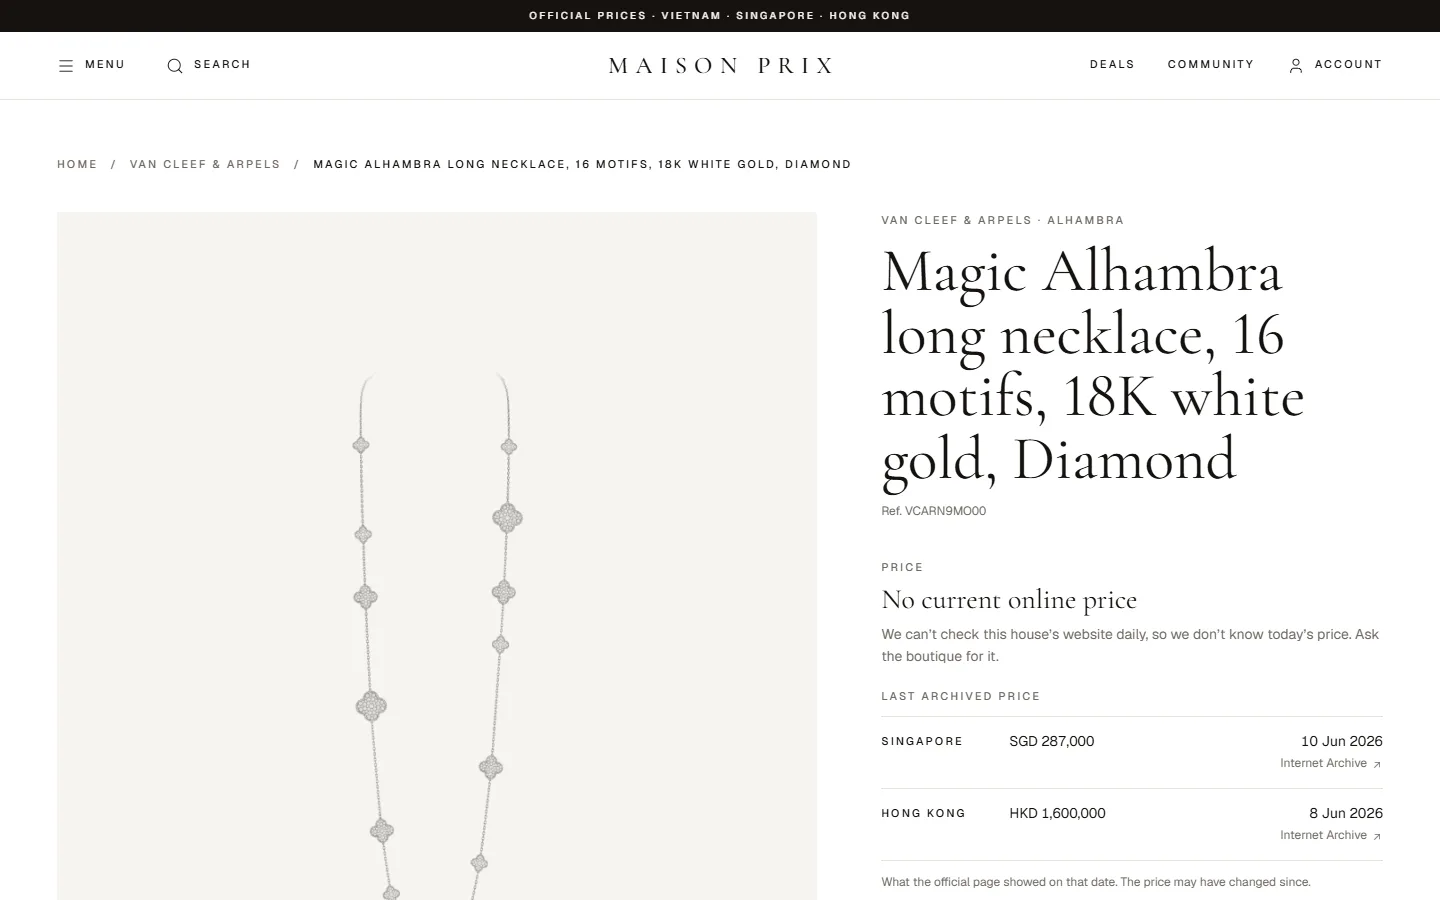 OFFICIAL PRICES · VIETNAM · SINGAPORE · HONG KONG
MENU
SEARCH
MAISON PRIX
DEALS
COMMUNITY
ACCOUNT
HOME / VAN CLEEF & ARPELS / MAGIC ALHAMBRA LONG NECKLACE, 16 MOTIFS, 18K WHITE GOLD, DIAMOND
VAN CLEEF & ARPELS · ALHAMBRA
Magic Alhambra
long necklace, 16
motifs, 18K white
gold, Diamond
Ref. VCARN9MO00
PRICE
No current online price
We can't check this house's website daily, so we don't know today's price. Ask
the boutique for it.
LAST ARCHIVED PRICE
SINGAPORE SGD 287,000 10 Jun 2026
Internet Archive ↗
HONG KONG HKD 1,600,000 8 Jun 2026
Internet Archive ↗
What the official page showed on that date. The price may have changed since.